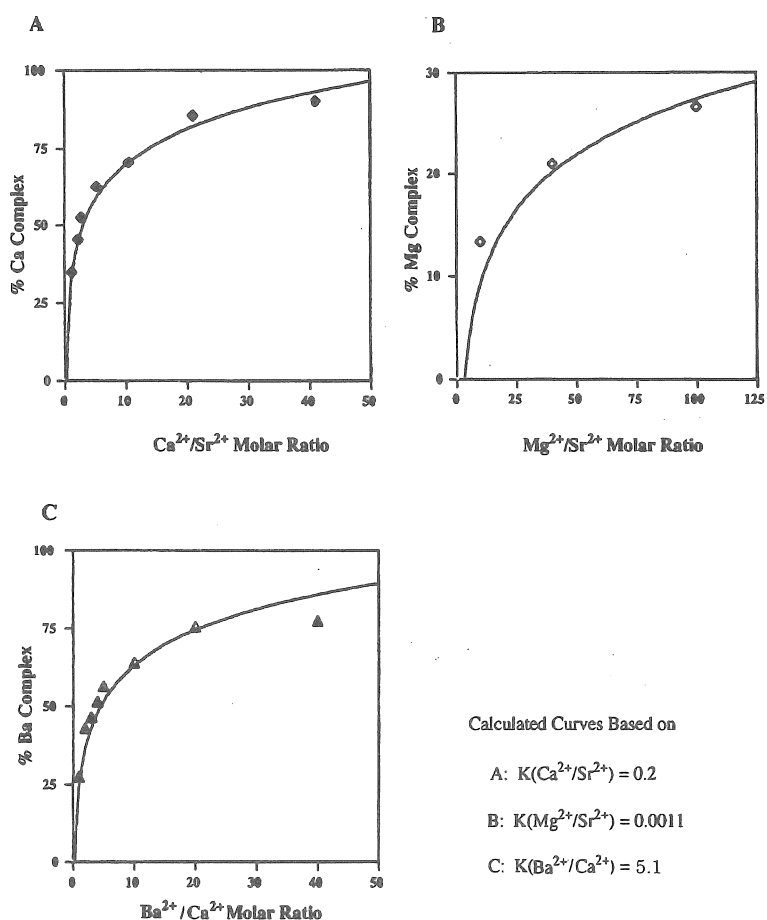 A
100
75
50
25
0
% Ca Complex
0 10 20 30 40 50
Ca²⁺/Sr²⁺ Molar Ratio
B
30
20
10
0
% Mg Complex
0 25 50 75 100 125
Mg²⁺/Sr²⁺ Molar Ratio
C
100
75
50
25
0
% Ba Complex
0 10 20 30 40 50
Ba²⁺/Ca²⁺ Molar Ratio
Calculated Curves Based on
A: K(Ca²⁺/Sr²⁺) = 0.2
B: K(Mg²⁺/Sr²⁺) = 0.0011
C: K(Ba²⁺/Ca²⁺) = 5.1